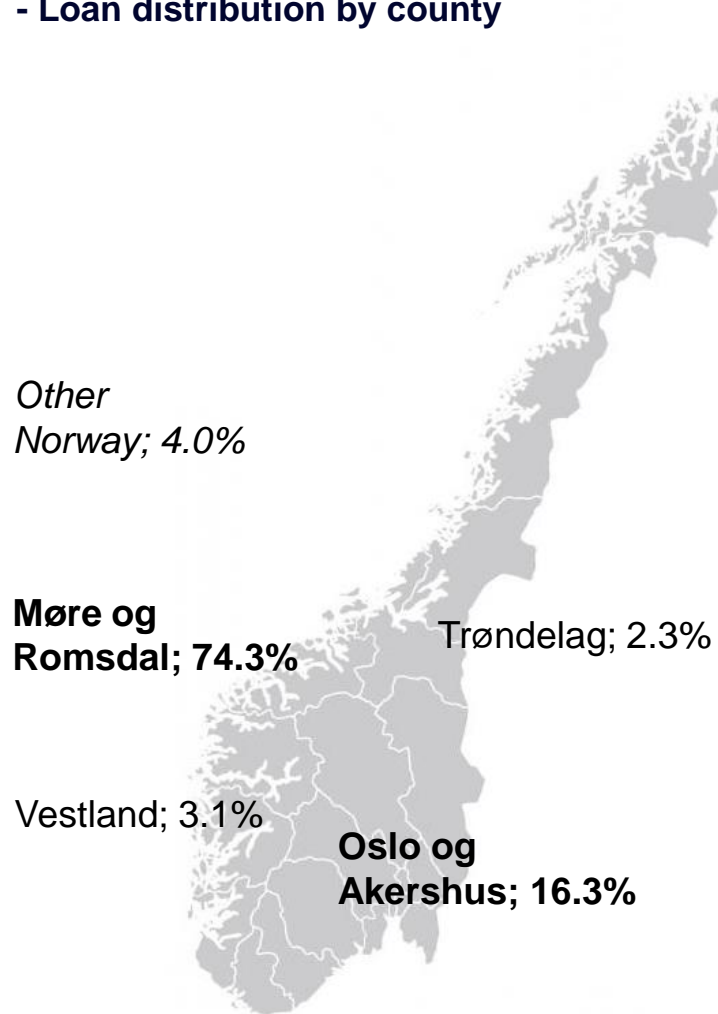 - Loan distribution by county
Other
Norway; 4.0%
Møre og
Romsdal; 74.3%
Trøndelag; 2.3%
Vestland; 3.1%
Oslo og
Akershus; 16.3%